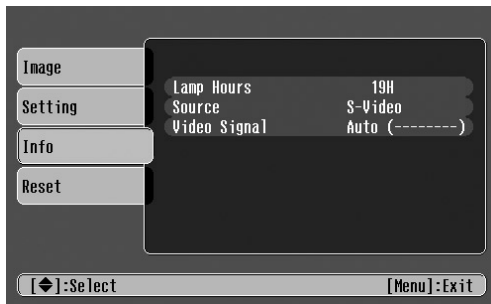 Image
Setting
Info
Reset
Lamp Hours 19H
Source S-Video
Video Signal Auto (--------)
[◆]:Select [Menu]:Exit